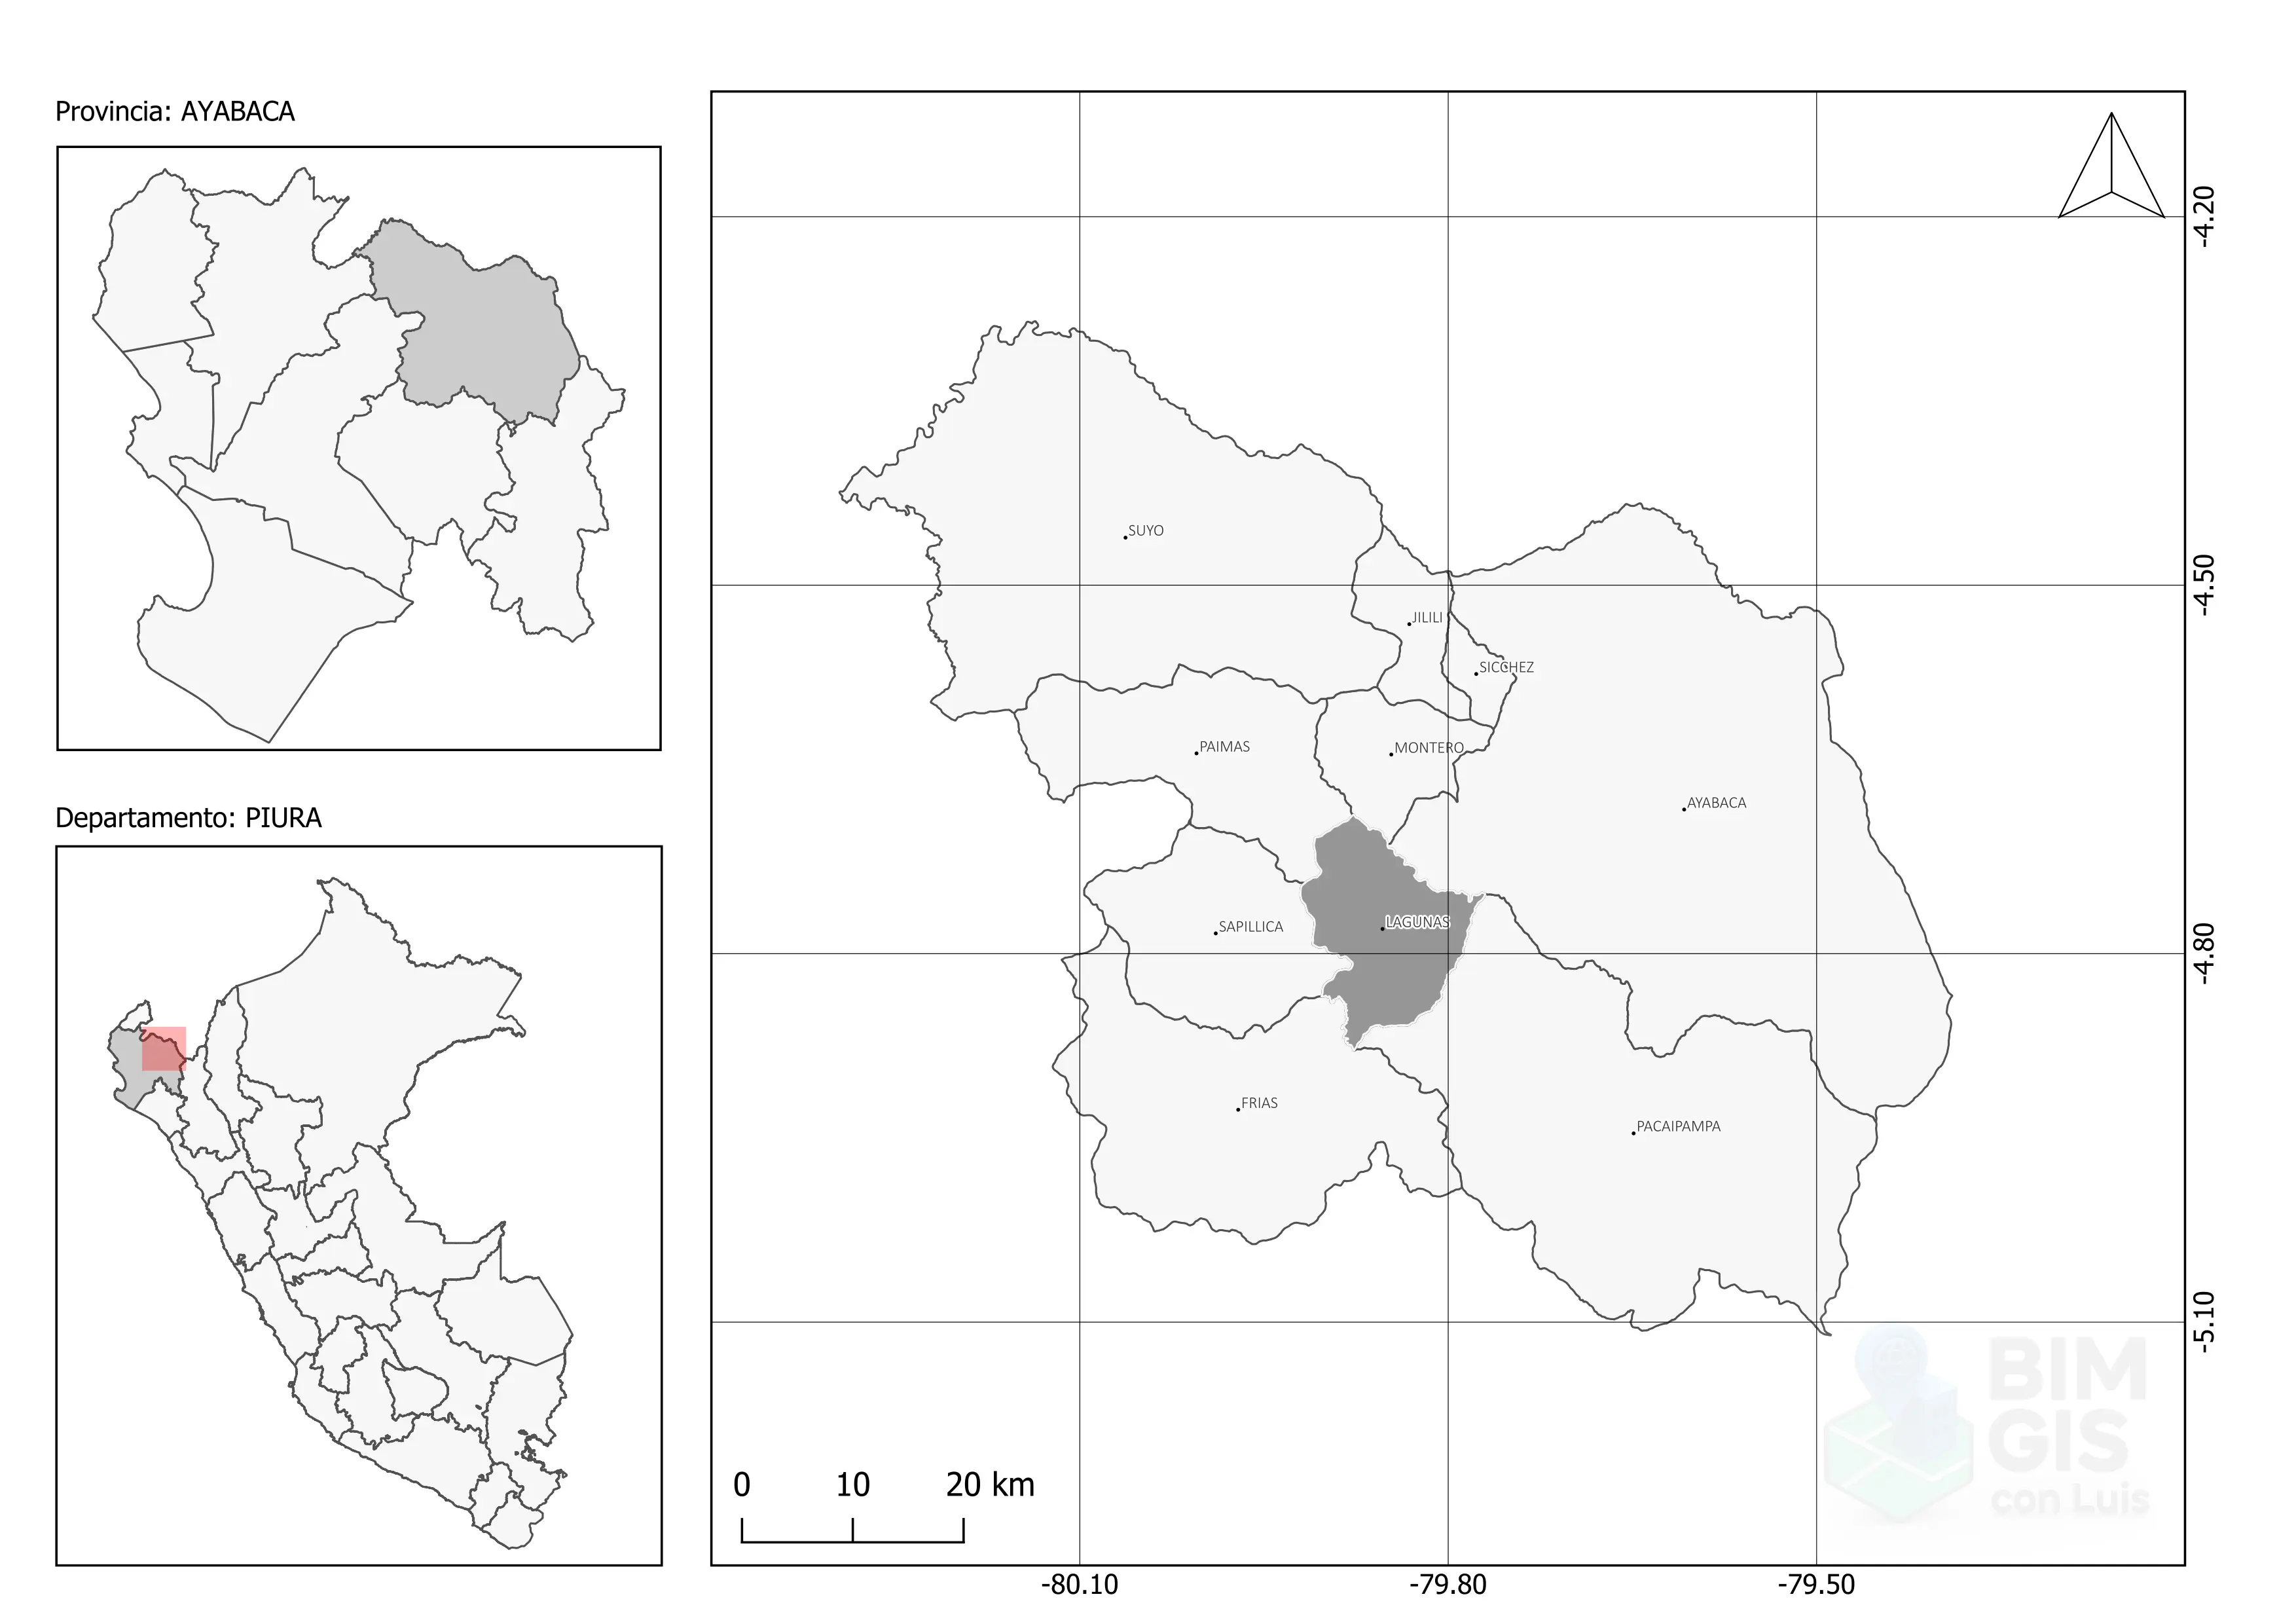 Provincia: AYABACA
Departamento: PIURA
SUYO
JILILI
SICCHEZ
PAIMAS
MONTERO
AYABACA
SAPILLICA
LAGUNAS
FRIAS
PACAIPAMPA
-4.20
-4.50
-4.80
-5.10
BIM
GIS
con Luis
0 10 20 km
-80.10 -79.80 -79.50